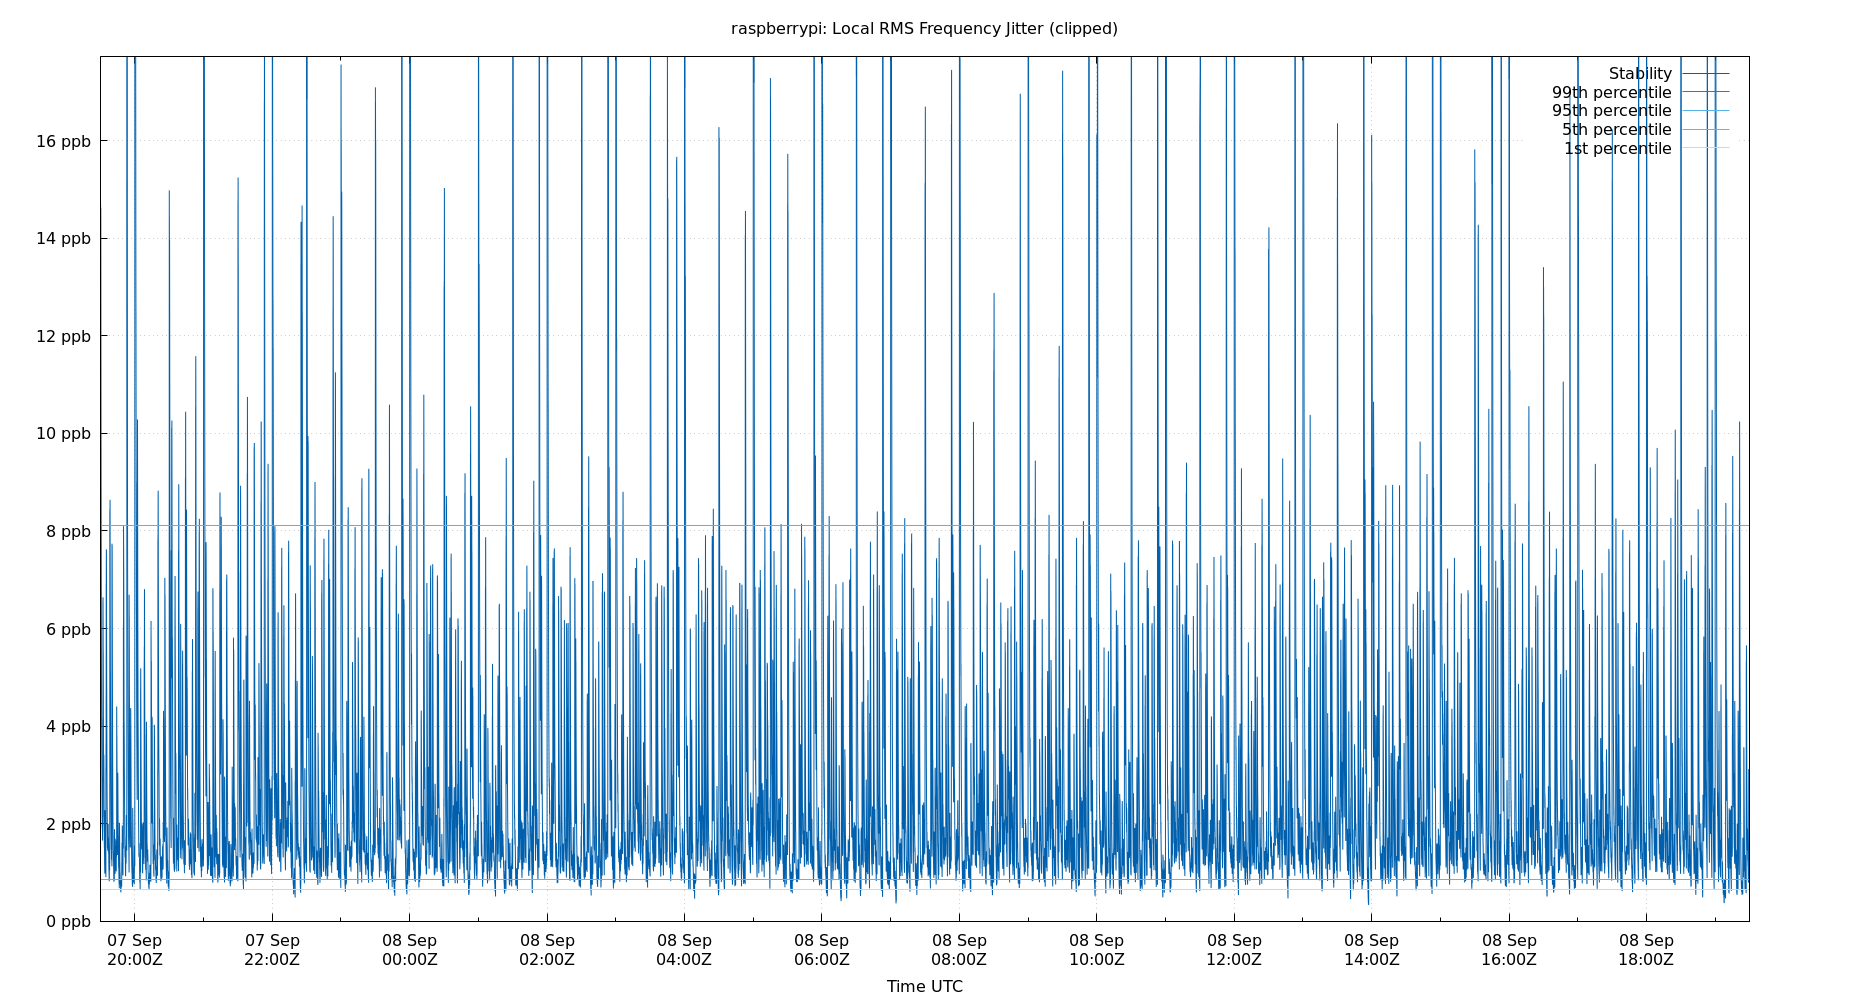 raspberrypi: Local RMS Frequency Jitter (clipped)
Stability
99th percentile
95th percentile
5th percentile
1st percentile
16 ppb
14 ppb
12 ppb
10 ppb
8 ppb
6 ppb
4 ppb
2 ppb
0 ppb
07 Sep 07 Sep 08 Sep 08 Sep 08 Sep 08 Sep 08 Sep 08 Sep 08 Sep 08 Sep 08 Sep 08 Sep
20:00Z 22:00Z 00:00Z 02:00Z 04:00Z 06:00Z 08:00Z 10:00Z 12:00Z 14:00Z 16:00Z 18:00Z
Time UTC